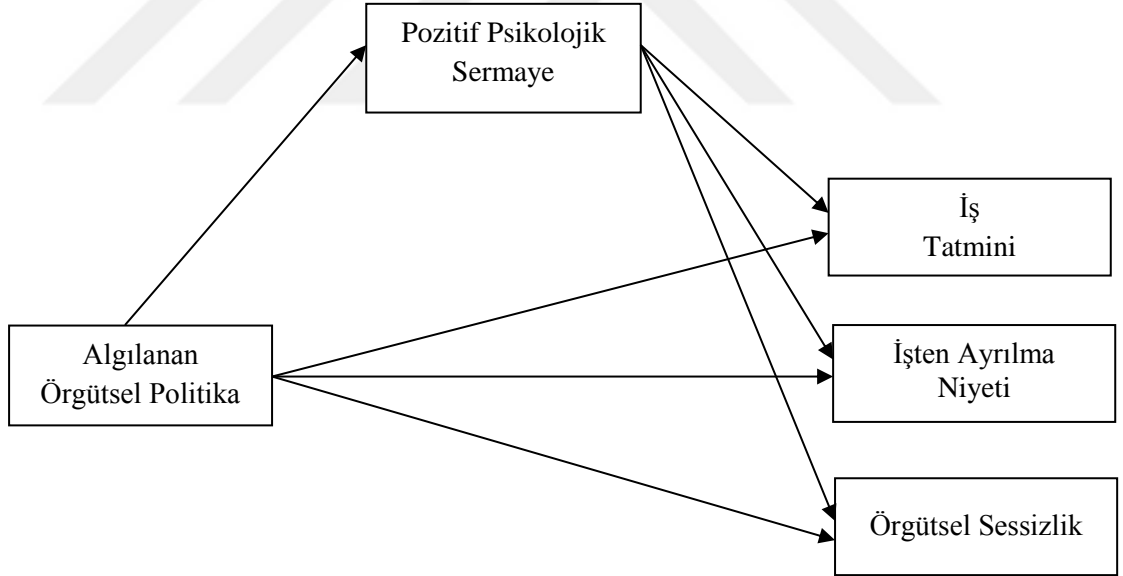 Pozitif Psikolojik
Sermaye
İş
Tatmini
Algılanan
Örgütsel Politika
İşten Ayrılma
Niyeti
Örgütsel Sessizlik